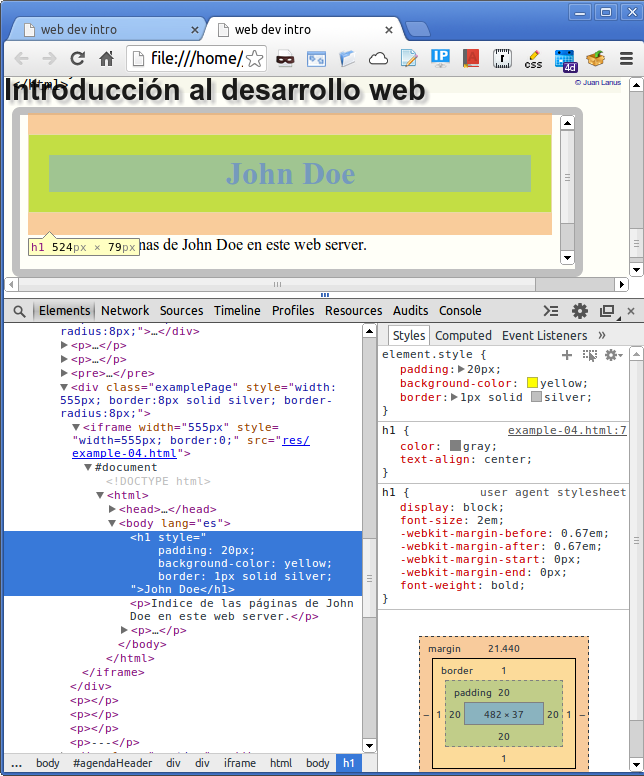 web dev intro
web dev intro
file:///home/
css
4d
</html>
© Juan Lanus
Introducción al desarrollo web
John Doe
h1 524px × 79px
nas de John Doe en este web server.
Elements Network Sources Timeline Profiles Resources Audits Console
radius:8px;">…</div>
<p>…</p>
<p>…</p>
<pre>…</pre>
<div class="examplePage" style="width:
555px; border:8px solid silver; border-
radius:8px;">
<iframe width="555px" style=
"width=555px; border:0;" src="res/
example-04.html">
#document
<!DOCTYPE html>
<html>
<head>…</head>
<body lang="es">
<h1 style="
padding: 20px;
background-color: yellow;
border: 1px solid silver;
">John Doe</h1>
<p>Indice de las páginas de John
Doe en este web server.</p>
<p>…</p>
</body>
</html>
</iframe>
</div>
<p></p>
<p></p>
<p></p>
<p>---</p>
... body #agendaHeader div div iframe html body h1
Styles Computed Event Listeners »
element.style {
padding: 20px;
background-color: yellow;
border: 1px solid silver;
}
h1 { example-04.html:7
color: gray;
text-align: center;
}
h1 { user agent stylesheet
display: block;
font-size: 2em;
-webkit-margin-before: 0.67em;
-webkit-margin-after: 0.67em;
-webkit-margin-start: 0px;
-webkit-margin-end: 0px;
font-weight: bold;
}
margin 21.440
border 1
padding 20
– 1 20 482 × 37 20 1 –
20
1